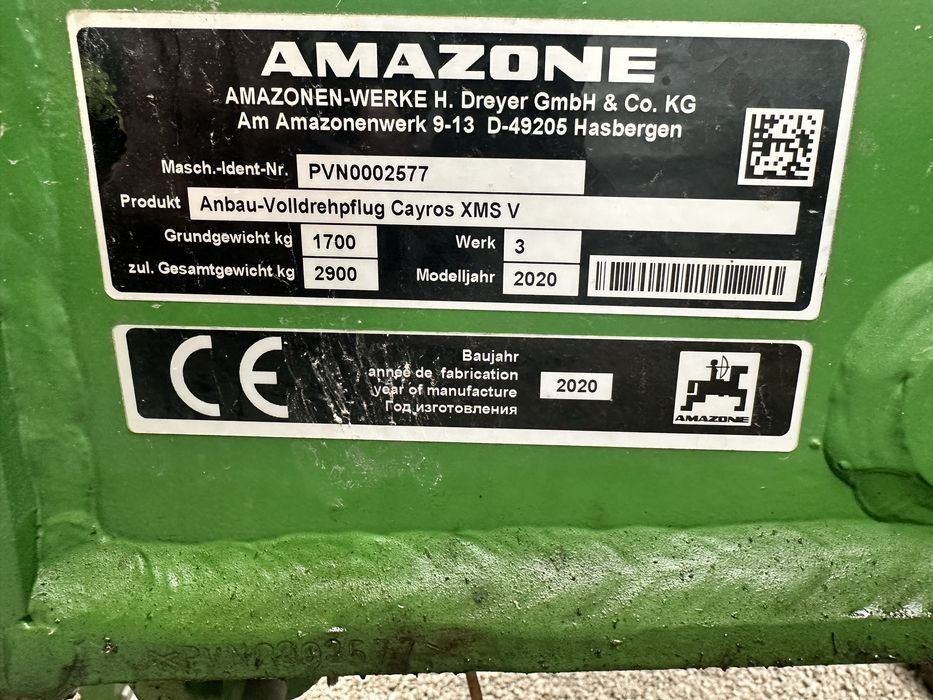 AMAZONE
AMAZONEN-WERKE H. Dreyer GmbH & Co. KG
Am Amazonenwerk 9-13 D-49205 Hasbergen
Masch.-Ident-Nr. PVN0002577
Produkt Anbau-Volldrehpflug Cayros XMS V
Grundgewicht kg 1700 Werk 3
zul. Gesamtgewicht kg 2900 Modelljahr 2020
CE
Baujahr
année de fabrication
year of manufacture 2020
Год изготовления
AMAZONE
PVN0002577